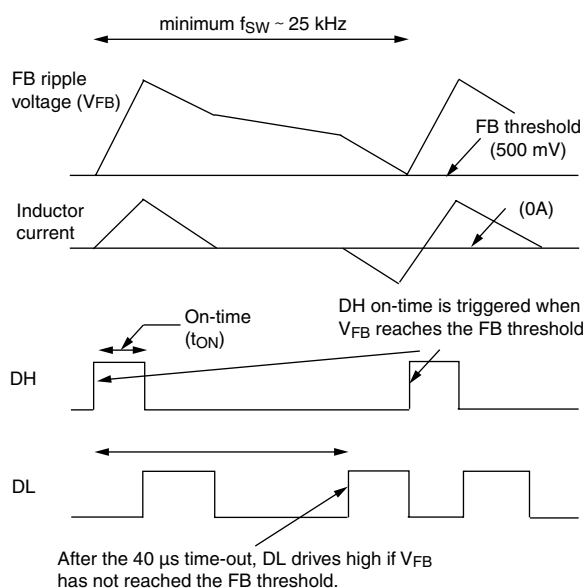 minimum fSW ~ 25 kHz
FB ripple
voltage (VFB)
FB threshold
(500 mV)
Inductor
current
(0A)
On-time
(tON)
DH on-time is triggered when
VFB reaches the FB threshold
DH
DL
After the 40 µs time-out, DL drives high if VFB
has not reached the FB threshold.